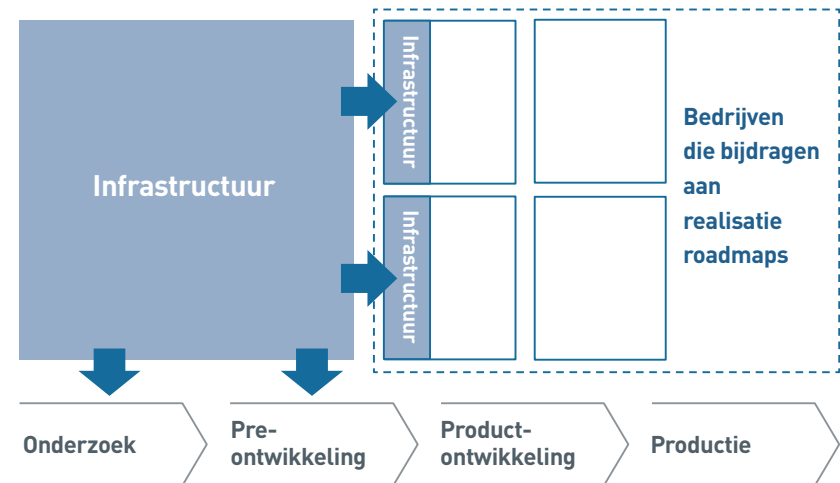 Infrastructuur
Infrastructuur
Infrastructuur
Bedrijven
die bijdragen
aan
realisatie
roadmaps
Onderzoek
Pre-
ontwikkeling
Product-
ontwikkeling
Productie